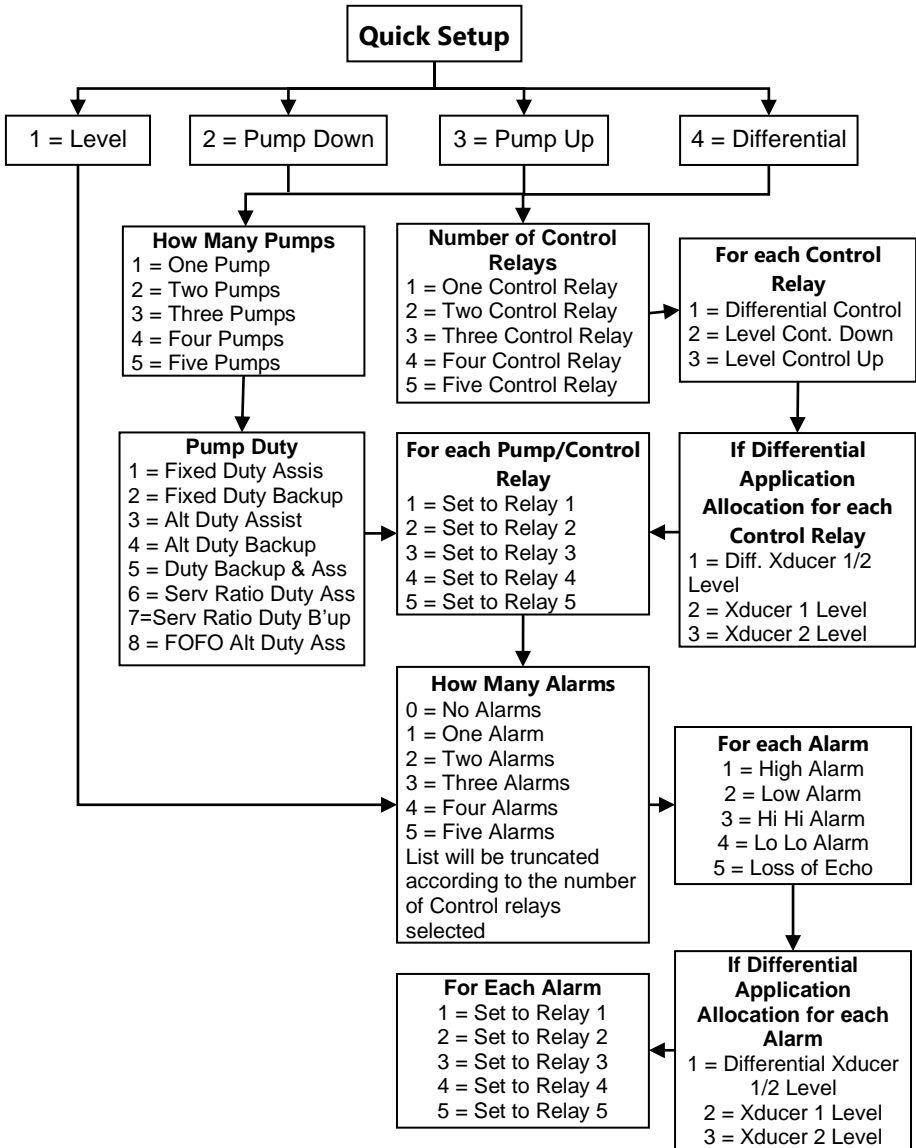 Quick Setup
1 = Level
2 = Pump Down
3 = Pump Up
4 = Differential
How Many Pumps
1 = One Pump
2 = Two Pumps
3 = Three Pumps
4 = Four Pumps
5 = Five Pumps
Number of Control
Relays
1 = One Control Relay
2 = Two Control Relay
3 = Three Control Relay
4 = Four Control Relay
5 = Five Control Relay
For each Control
Relay
1 = Differential Control
2 = Level Cont. Down
3 = Level Control Up
Pump Duty
1 = Fixed Duty Assis
2 = Fixed Duty Backup
3 = Alt Duty Assist
4 = Alt Duty Backup
5 = Duty Backup & Ass
6 = Serv Ratio Duty Ass
7=Serv Ratio Duty B'up
8 = FOFO Alt Duty Ass
For each Pump/Control
Relay
1 = Set to Relay 1
2 = Set to Relay 2
3 = Set to Relay 3
4 = Set to Relay 4
5 = Set to Relay 5
If Differential
Application
Allocation for each
Control Relay
1 = Diff. Xducer 1/2
Level
2 = Xducer 1 Level
3 = Xducer 2 Level
How Many Alarms
0 = No Alarms
1 = One Alarm
2 = Two Alarms
3 = Three Alarms
4 = Four Alarms
5 = Five Alarms
List will be truncated
according to the number
of Control relays
selected
For each Alarm
1 = High Alarm
2 = Low Alarm
3 = Hi Hi Alarm
4 = Lo Lo Alarm
5 = Loss of Echo
If Differential
Application
Allocation for each
Alarm
1 = Differential Xducer
1/2 Level
2 = Xducer 1 Level
3 = Xducer 2 Level
For Each Alarm
1 = Set to Relay 1
2 = Set to Relay 2
3 = Set to Relay 3
4 = Set to Relay 4
5 = Set to Relay 5